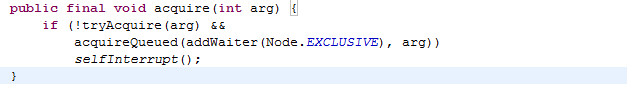 public final void acquire(int arg) {
    if (!tryAcquire(arg) &&
        acquireQueued(addWaiter(Node.EXCLUSIVE), arg))
        selfInterrupt();
}